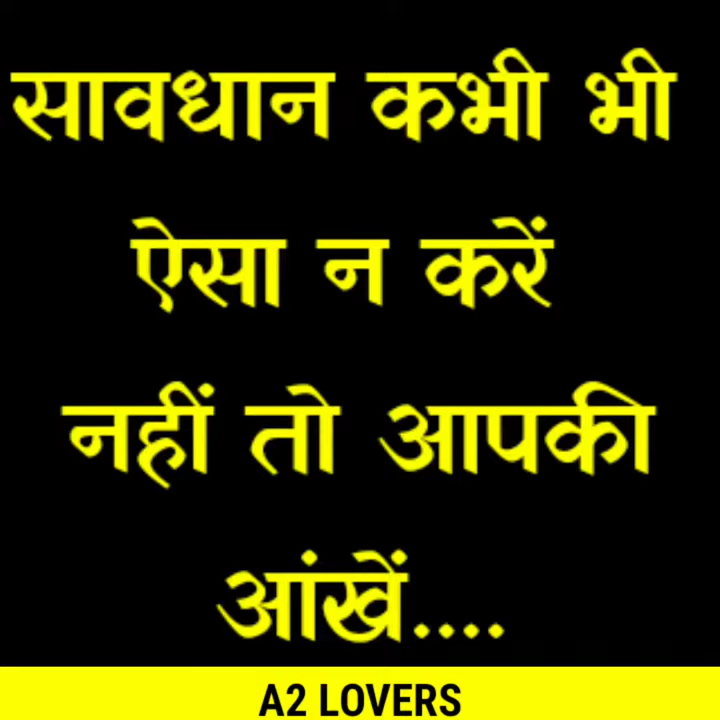 सावधान कभी भी
ऐसा न करें
नहीं तो आपकी
आंखें....
A2 LOVERS